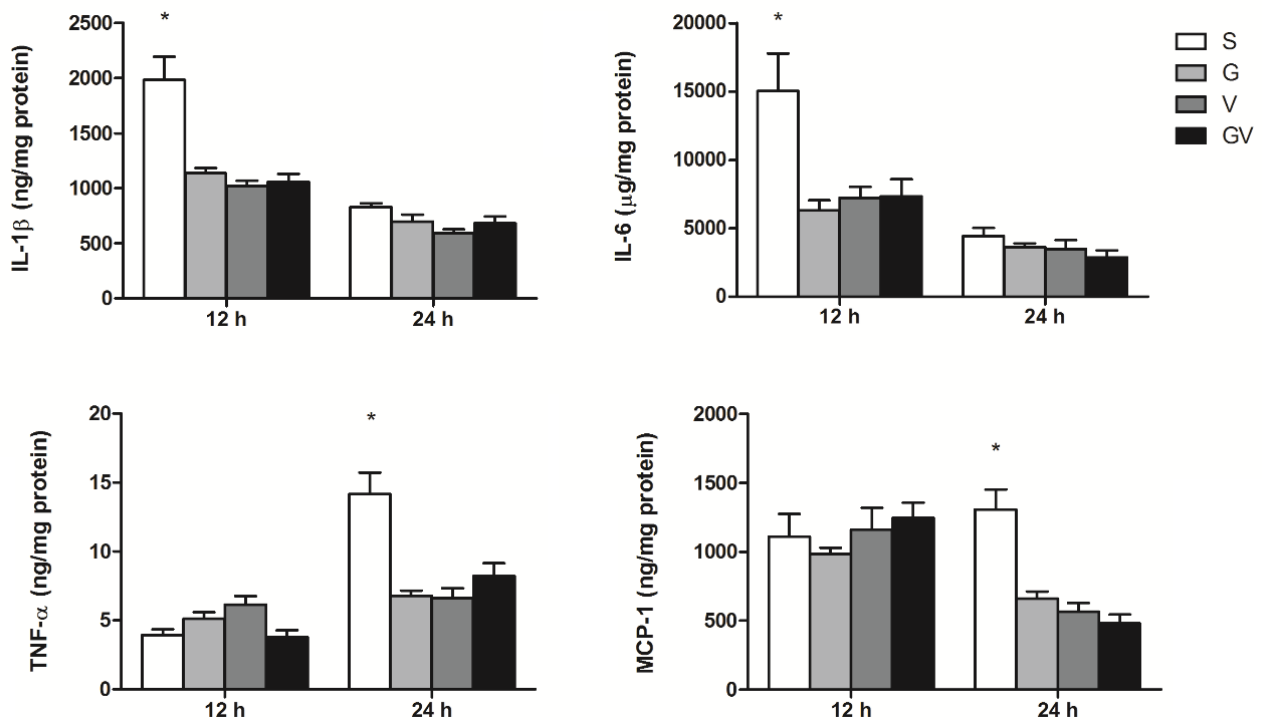 IL-1β (ng/mg protein)
2500
2000
1500
1000
500
0
*
12 h
24 h
IL-6 (μg/mg protein)
20000
15000
10000
5000
0
*
12 h
24 h
S
G
V
GV
TNF-α (ng/mg protein)
20
15
10
5
0
*
12 h
24 h
MCP-1 (ng/mg protein)
2000
1500
1000
500
0
*
12 h
24 h